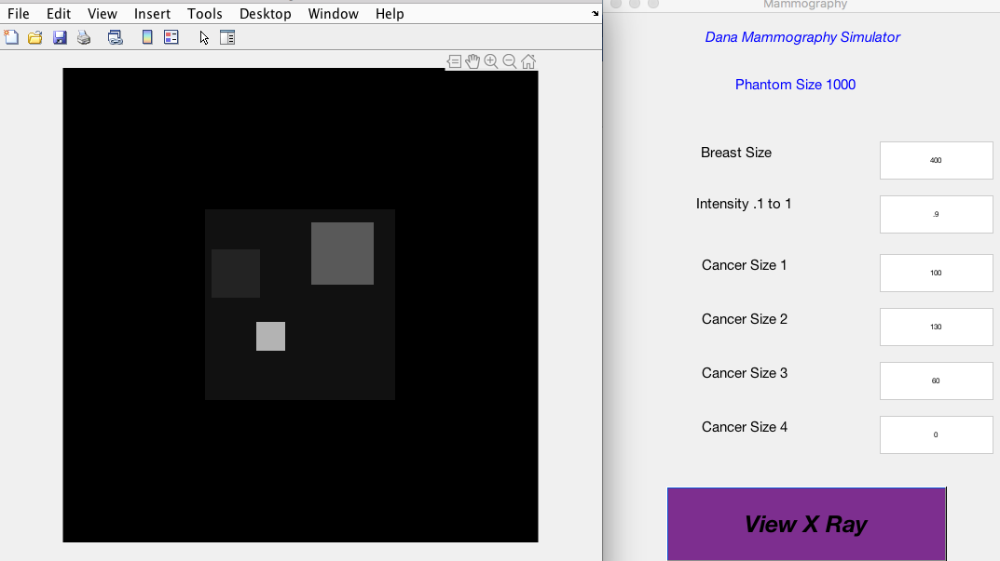 File Edit View Insert Tools Desktop Window Help
Mammography
Dana Mammography Simulator
Phantom Size 1000
Breast Size 400
Intensity .1 to 1 .9
Cancer Size 1 100
Cancer Size 2 130
Cancer Size 3 60
Cancer Size 4 0
View X Ray